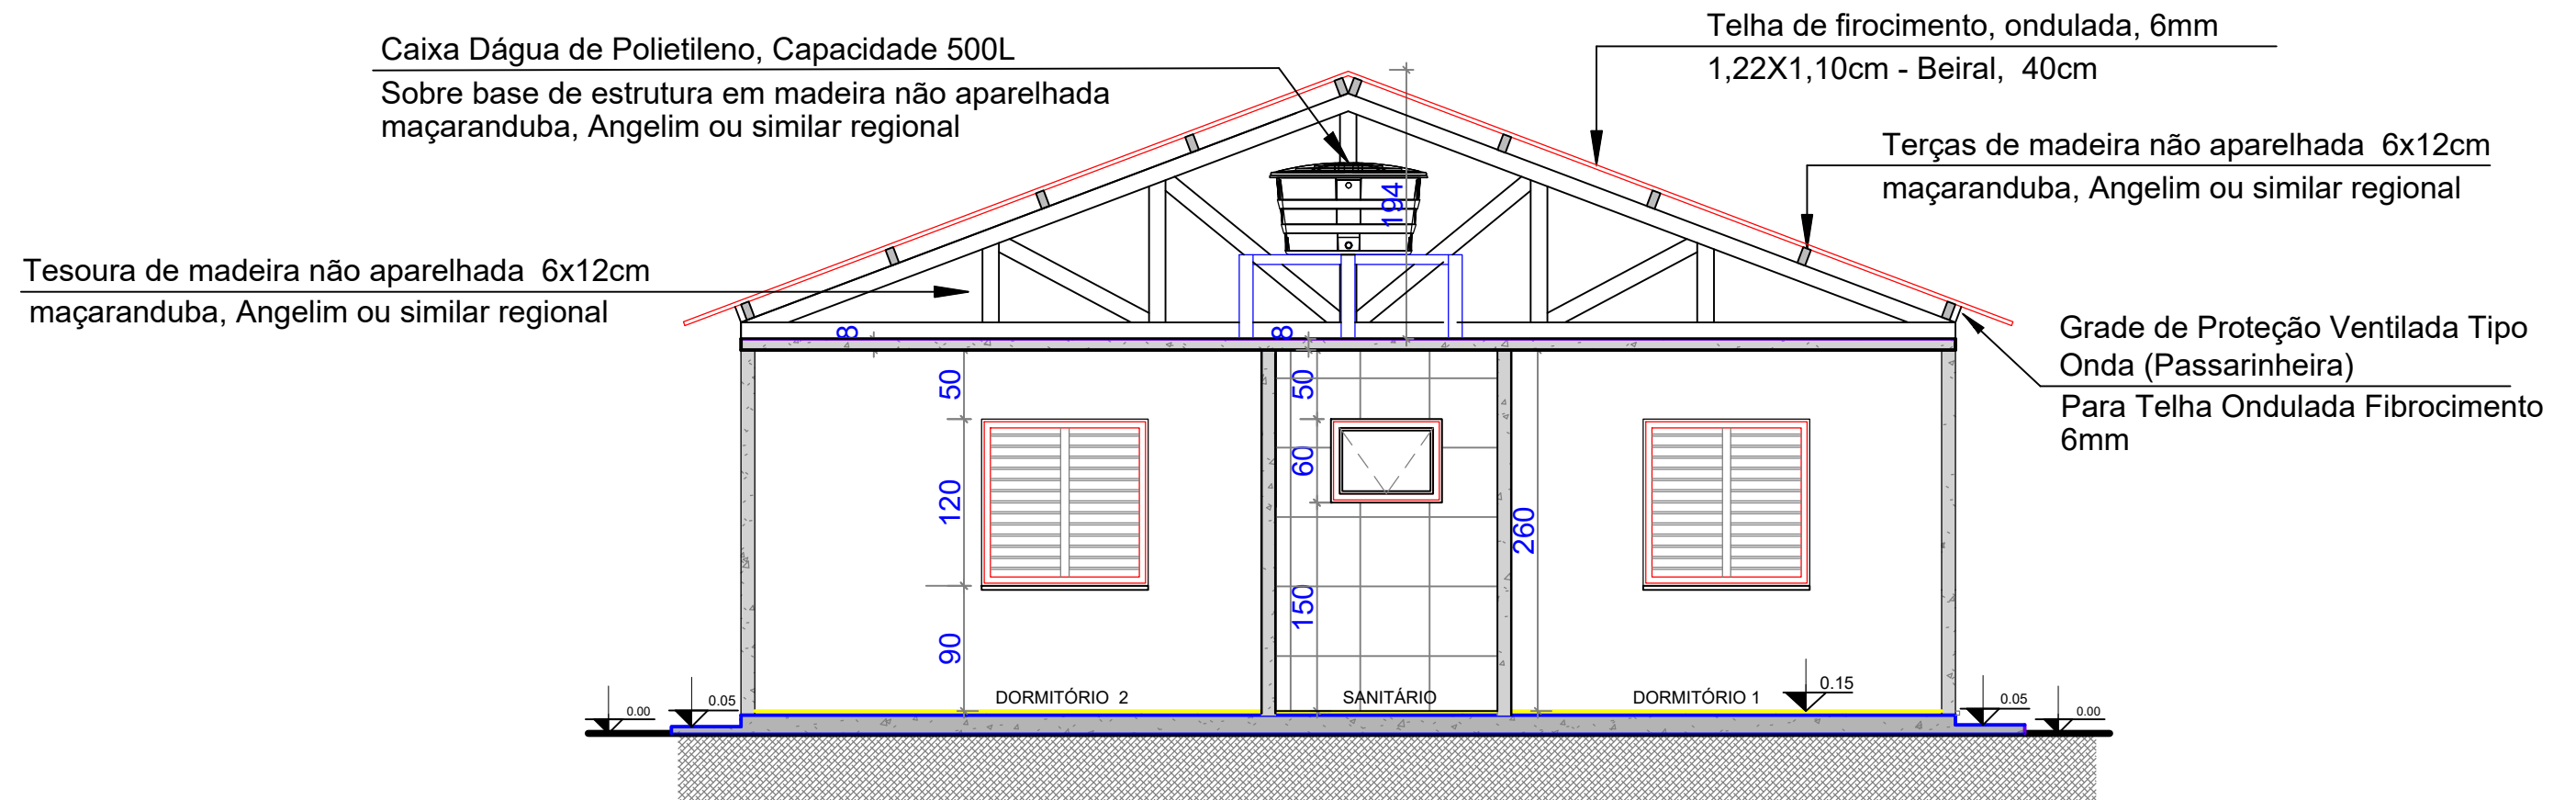 Telha de firocimento, ondulada, 6mm
1,22X1,10cm - Beiral, 40cm
Caixa Dágua de Polietileno, Capacidade 500L
Sobre base de estrutura em madeira não aparelhada
maçaranduba, Angelim ou similar regional
Terças de madeira não aparelhada 6x12cm
maçaranduba, Angelim ou similar regional
Tesoura de madeira não aparelhada 6x12cm
maçaranduba, Angelim ou similar regional
Grade de Proteção Ventilada Tipo
Onda (Passarinheira)
Para Telha Ondulada Fibrocimento
6mm
194
8
8
50
50
120
60
260
90
150
DORMITÓRIO 2
SANITÁRIO
DORMITÓRIO 1
0.15
0.00
0.05
0.05
0.00